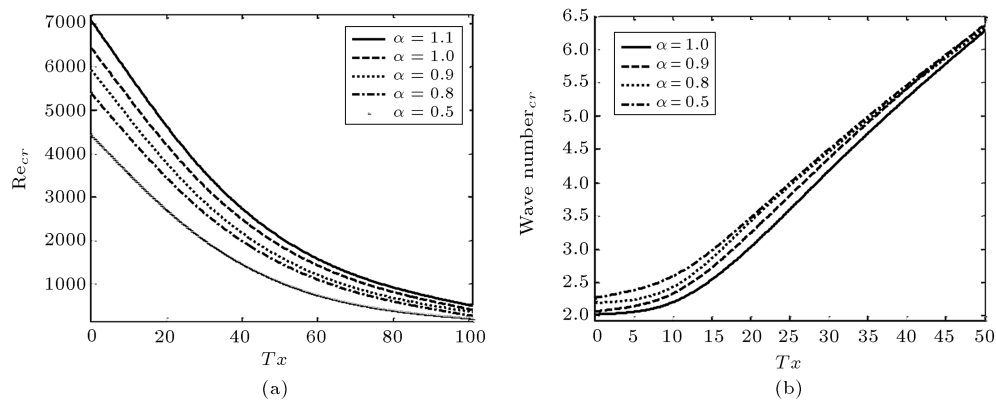 7000
6000
5000
4000
3000
2000
1000
Re_cr
0
20
40
60
80
100
Tx
α = 1.1
α = 1.0
α = 0.9
α = 0.8
α = 0.5
(a)
6.5
6.0
5.5
5.0
4.5
4.0
3.5
3.0
2.5
2.0
Wave number_cr
0
5
10
15
20
25
30
35
40
45
50
Tx
α = 1.0
α = 0.9
α = 0.8
α = 0.5
(b)